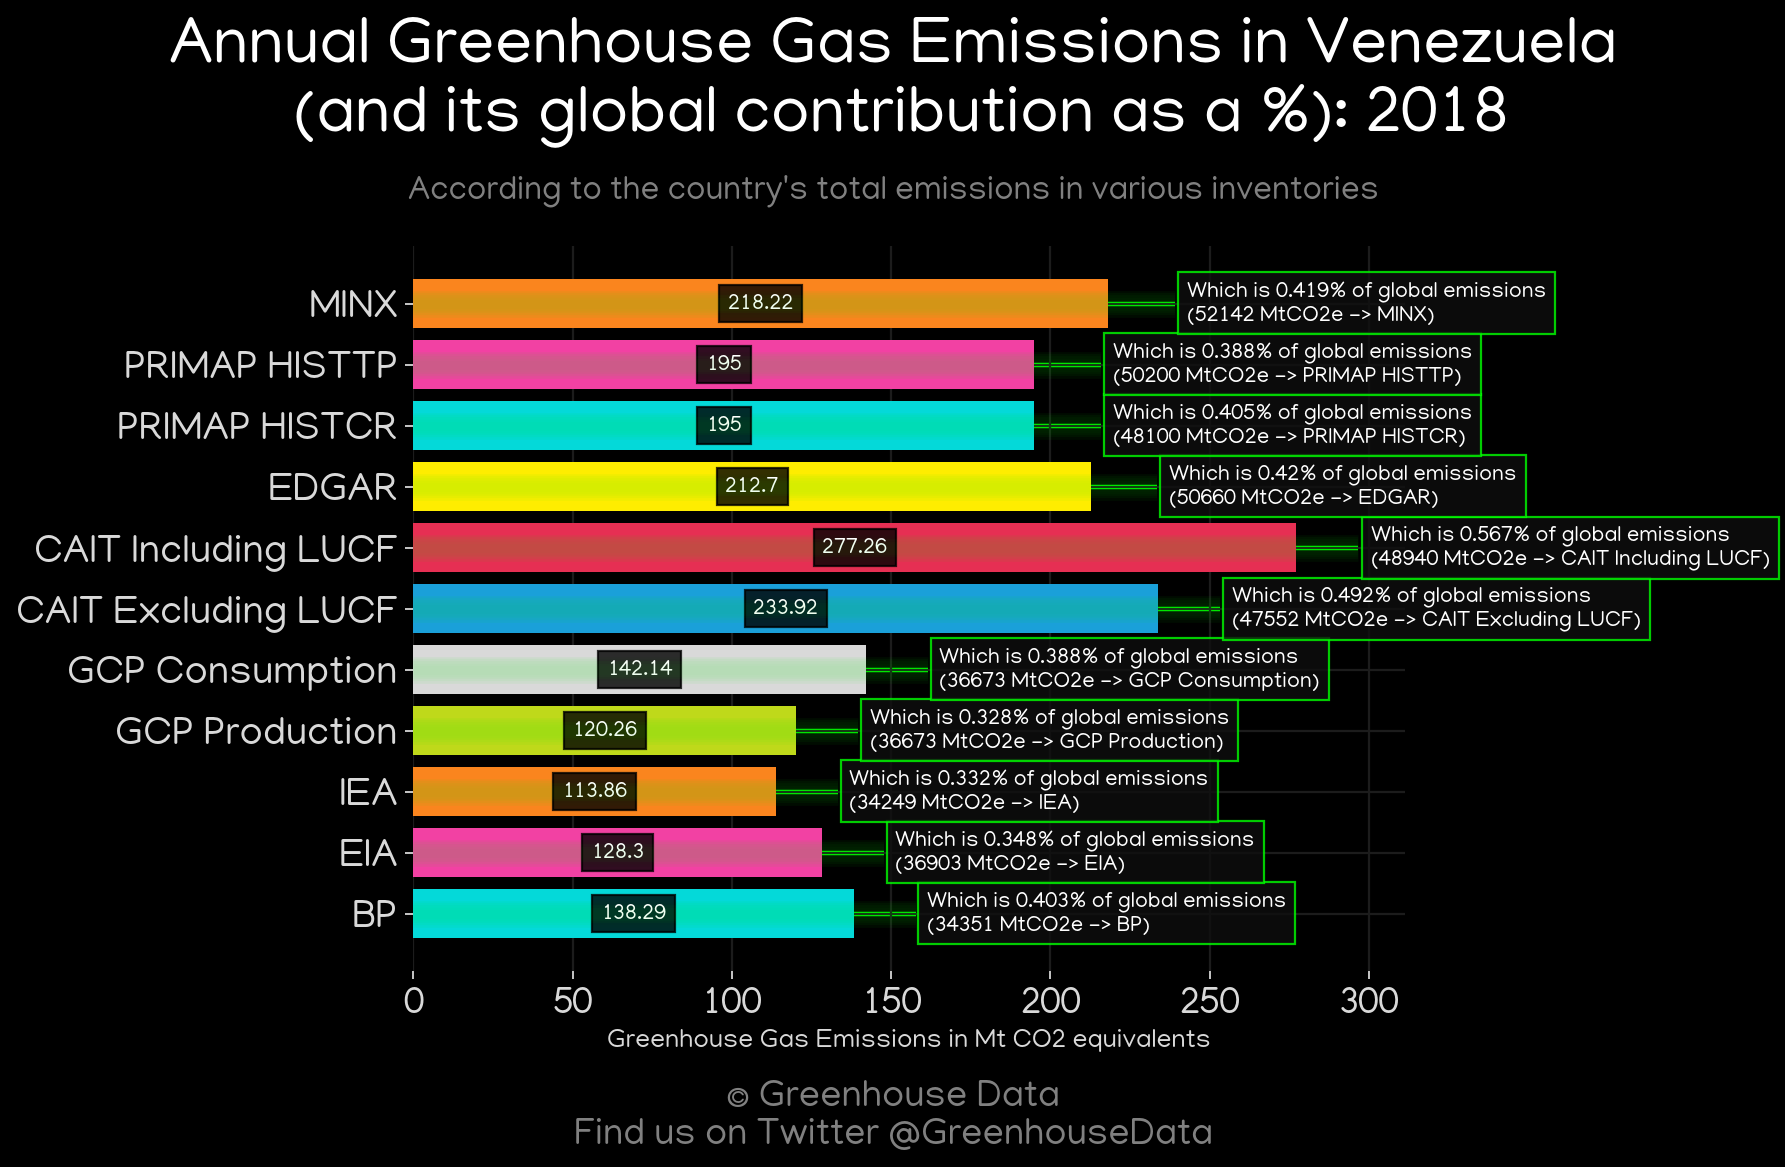 Annual Greenhouse Gas Emissions in Venezuela
(and its global contribution as a %): 2018
According to the country's total emissions in various inventories
MINX
218.22
Which is 0.419% of global emissions
(52142 MtCO2e -> MINX)
PRIMAP HISTTP
195
Which is 0.388% of global emissions
(50200 MtCO2e -> PRIMAP HISTTP)
PRIMAP HISTCR
195
Which is 0.405% of global emissions
(48100 MtCO2e -> PRIMAP HISTCR)
EDGAR
212.7
Which is 0.42% of global emissions
(50660 MtCO2e -> EDGAR)
CAIT Including LUCF
277.26
Which is 0.567% of global emissions
(48940 MtCO2e -> CAIT Including LUCF)
CAIT Excluding LUCF
233.92
Which is 0.492% of global emissions
(47552 MtCO2e -> CAIT Excluding LUCF)
GCP Consumption
142.14
Which is 0.388% of global emissions
(36673 MtCO2e -> GCP Consumption)
GCP Production
120.26
Which is 0.328% of global emissions
(36673 MtCO2e -> GCP Production)
IEA
113.86
Which is 0.332% of global emissions
(34249 MtCO2e -> IEA)
EIA
128.3
Which is 0.348% of global emissions
(36903 MtCO2e -> EIA)
BP
138.29
Which is 0.403% of global emissions
(34351 MtCO2e -> BP)
0 50 100 150 200 250 300
Greenhouse Gas Emissions in Mt CO2 equivalents
© Greenhouse Data
Find us on Twitter @GreenhouseData